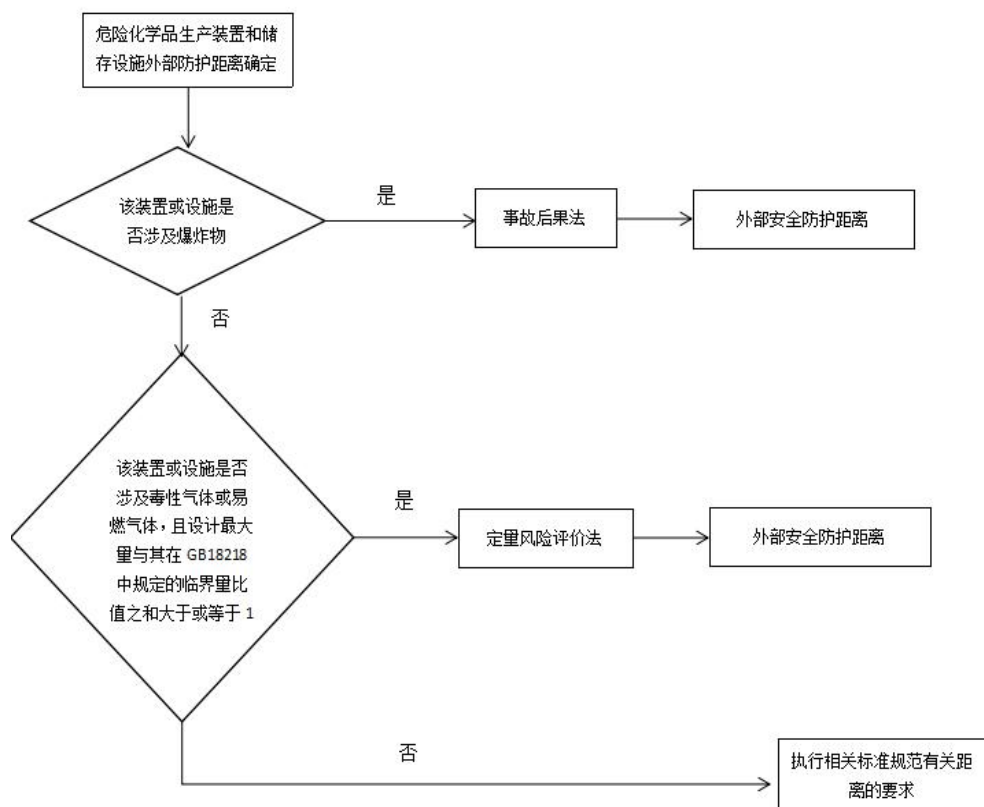 危险化学品生产装置和储
存设施外部防护距离确定
该装置或设施是
否涉及爆炸物
是
事故后果法
外部安全防护距离
否
该装置或设施是否
涉及毒性气体或易
燃气体，且设计最大
量与其在 GB18218
中规定的临界量比
值之和大于或等于 1
是
定量风险评价法
外部安全防护距离
否
执行相关标准规范有关距
离的要求